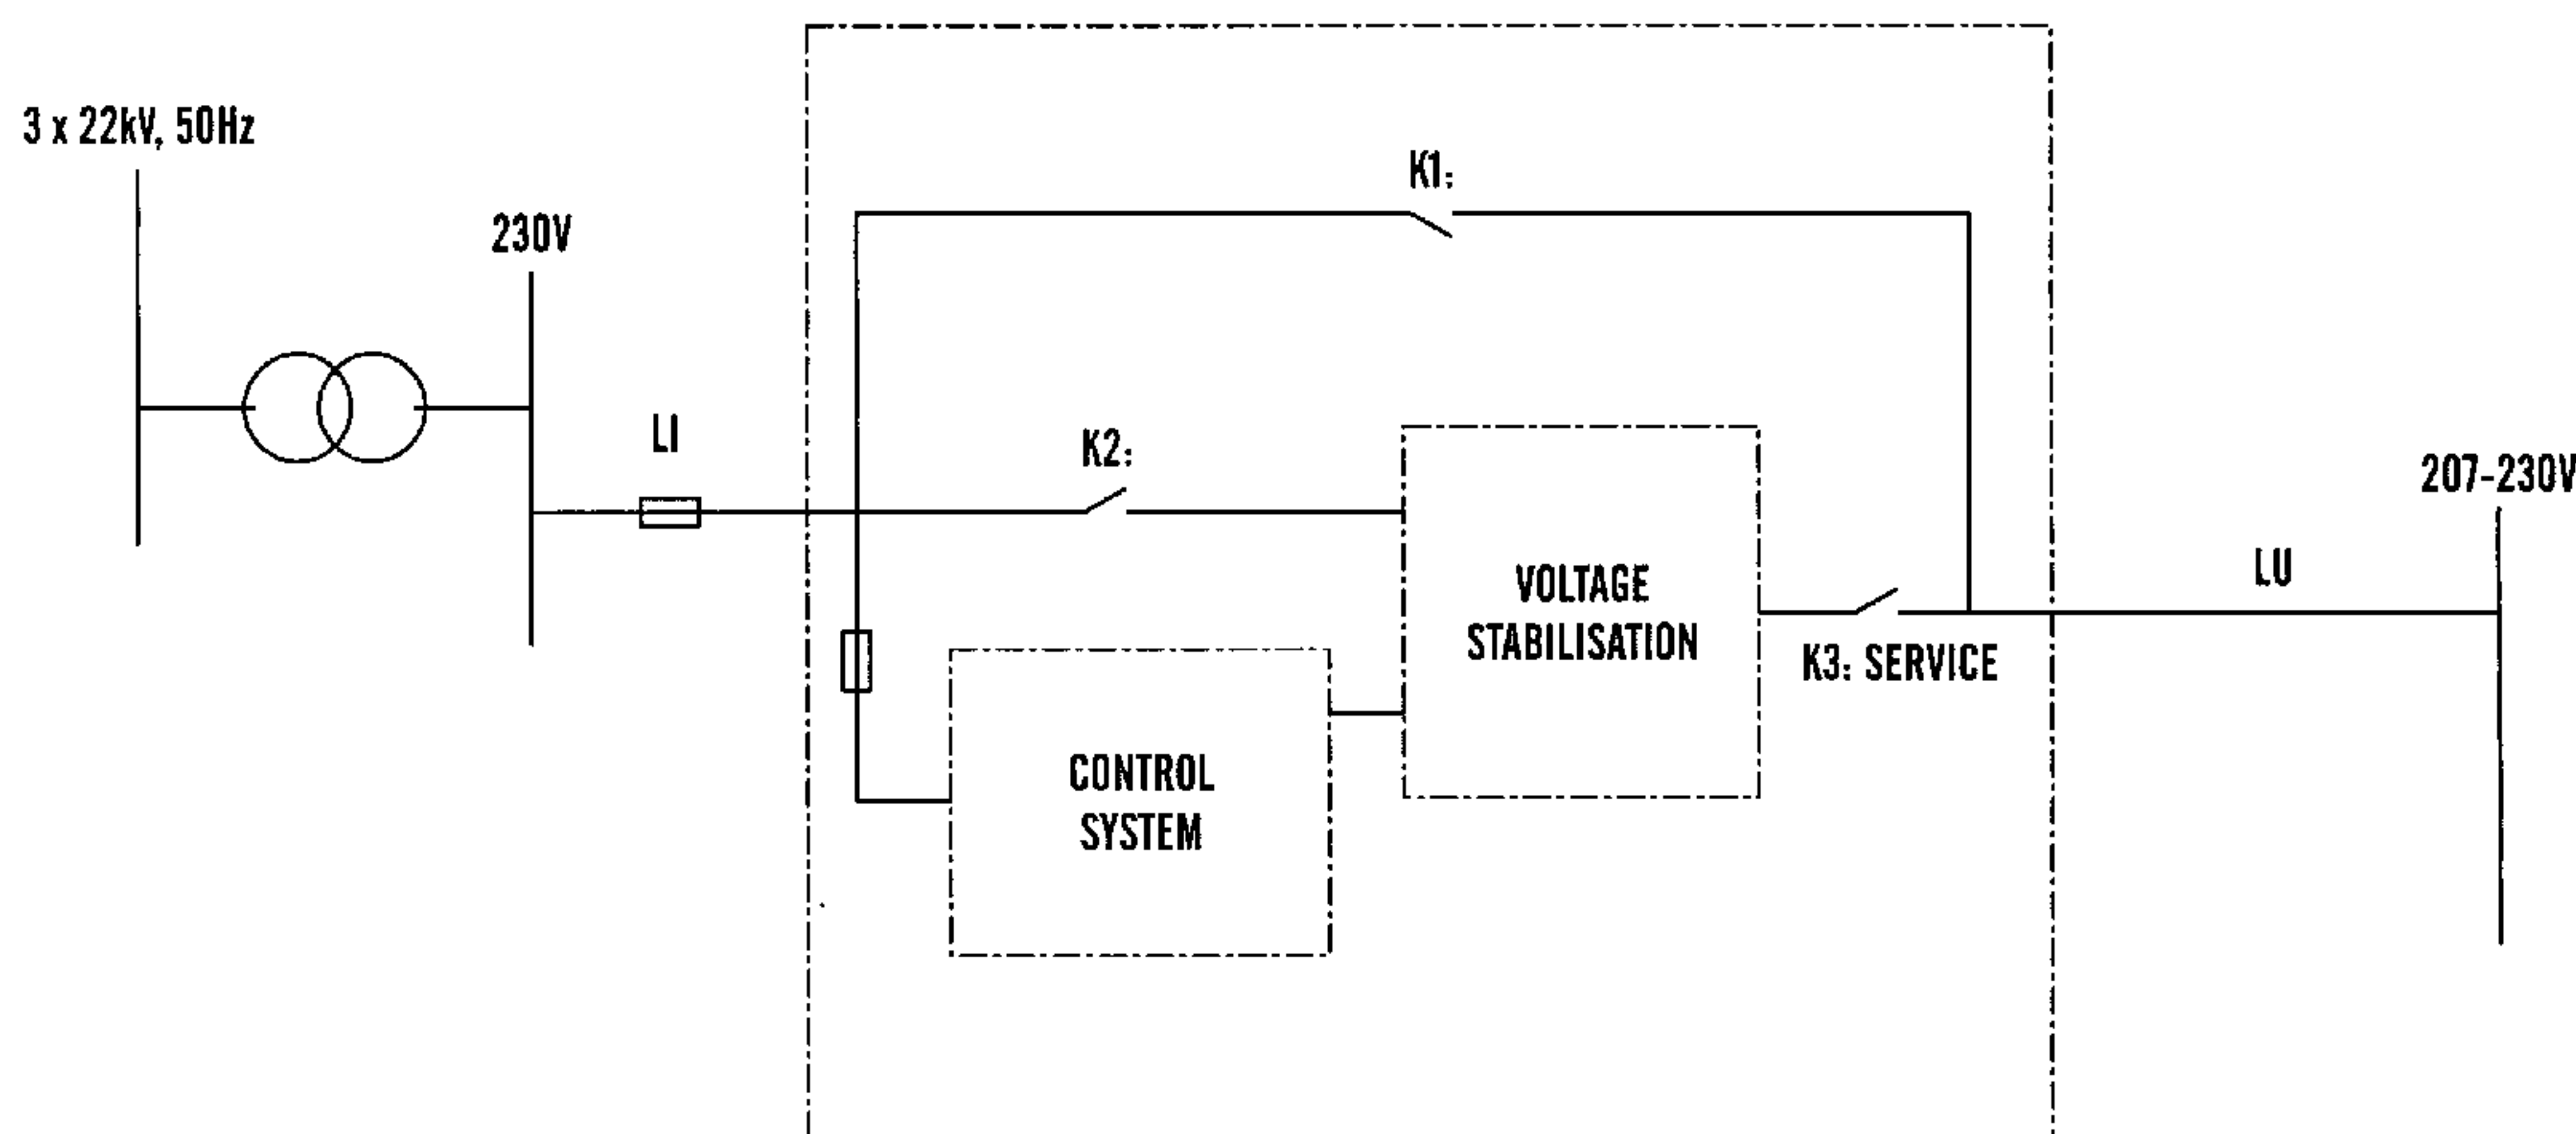 3 x 22kV, 50Hz
230V
LI
K1:
K2:
VOLTAGE
STABILISATION
K3: SERVICE
CONTROL
SYSTEM
LU
207-230V